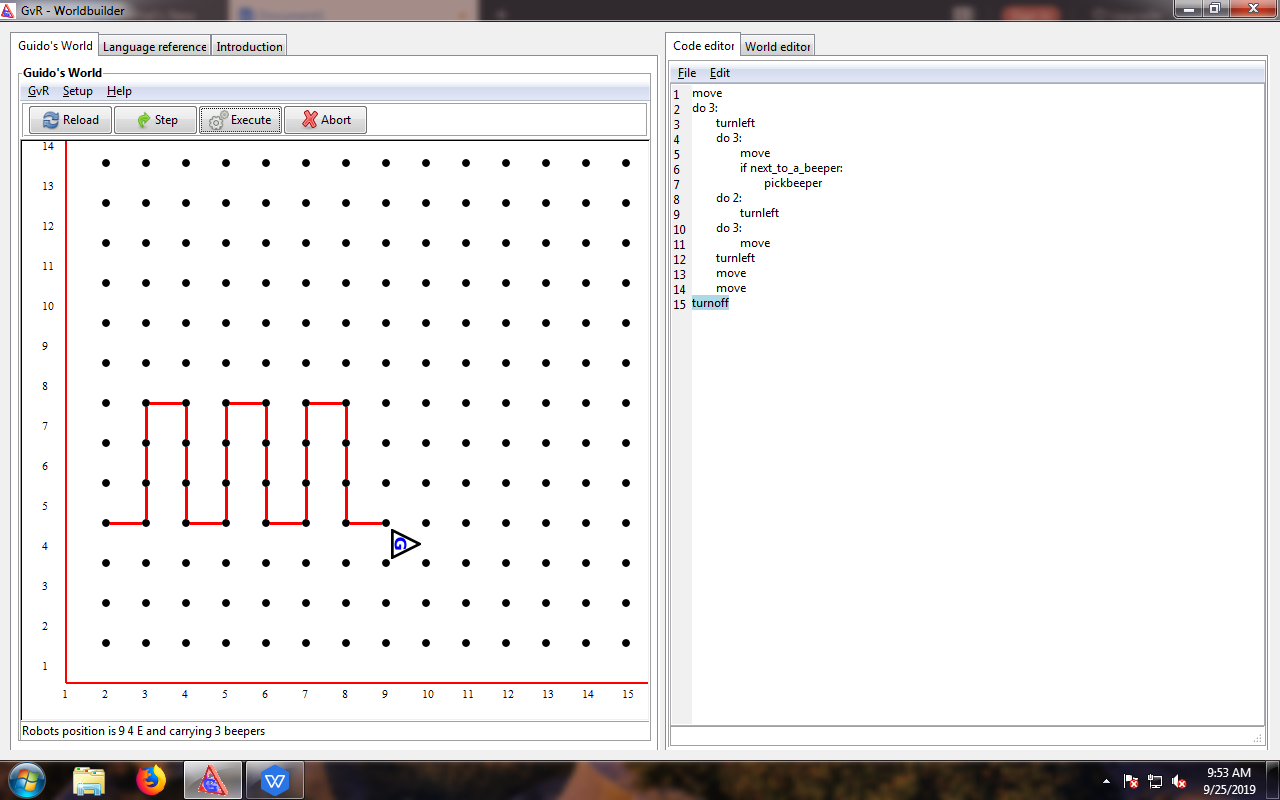 GvR - Worldbuilder
Guido's World Language reference Introduction
Guido's World
GvR Setup Help
Reload Step Execute Abort
14
13
12
11
10
9
8
7
6
5
4
3
2
1
G
1 2 3 4 5 6 7 8 9 10 11 12 13 14 15
Robots position is 9 4 E and carrying 3 beepers
Code editor World editor
File Edit
1 move
2 do 3:
3 turnleft
4 do 3:
5 move
6 if next_to_a_beeper:
7 pickbeeper
8 do 2:
9 turnleft
10 do 3:
11 move
12 turnleft
13 move
14 move
15 turnoff
9:53 AM
9/25/2019